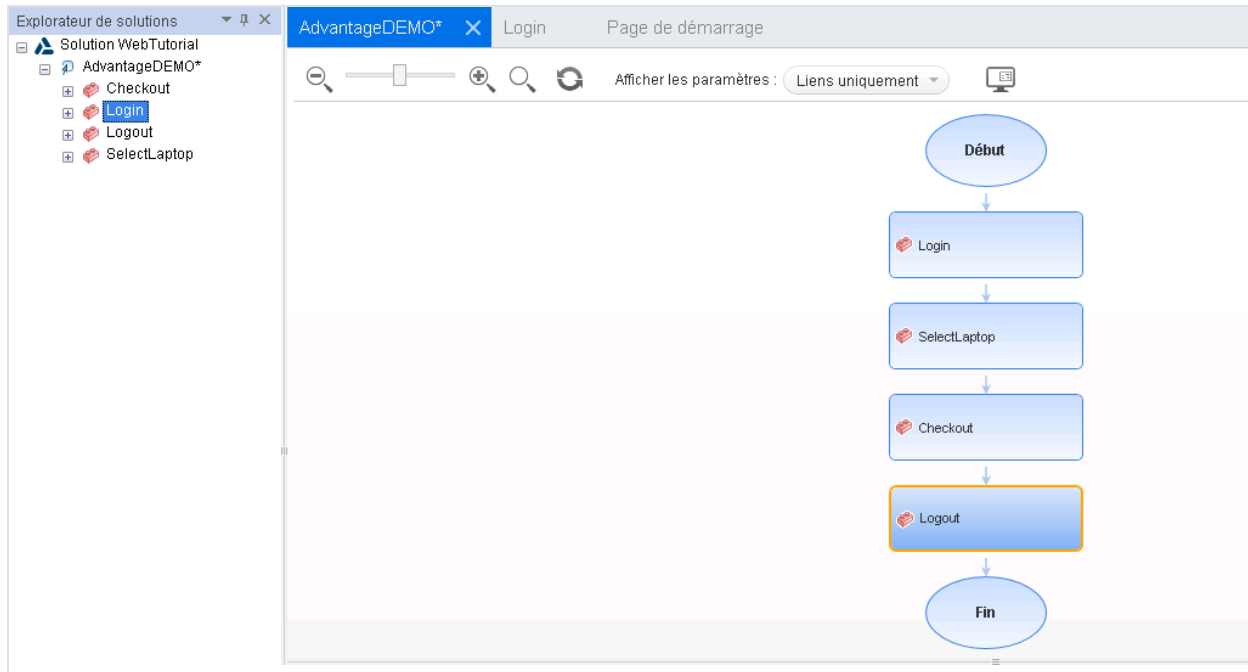 Explorateur de solutions
Solution WebTutorial
AdvantageDEMO*
Checkout
Login
Logout
SelectLaptop
AdvantageDEMO* Login Page de démarrage
Afficher les paramètres : Liens uniquement
Début
Login
SelectLaptop
Checkout
Logout
Fin